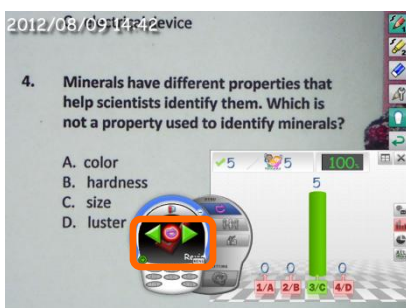 2012/08/09 14:42
device
4. Minerals have different properties that
help scientists identify them. Which is
not a property used to identify minerals?
A. color
B. hardness
C. size
D. luster
5 5 100%
5
0 0 0
1/A 2/B 3/C 4/D